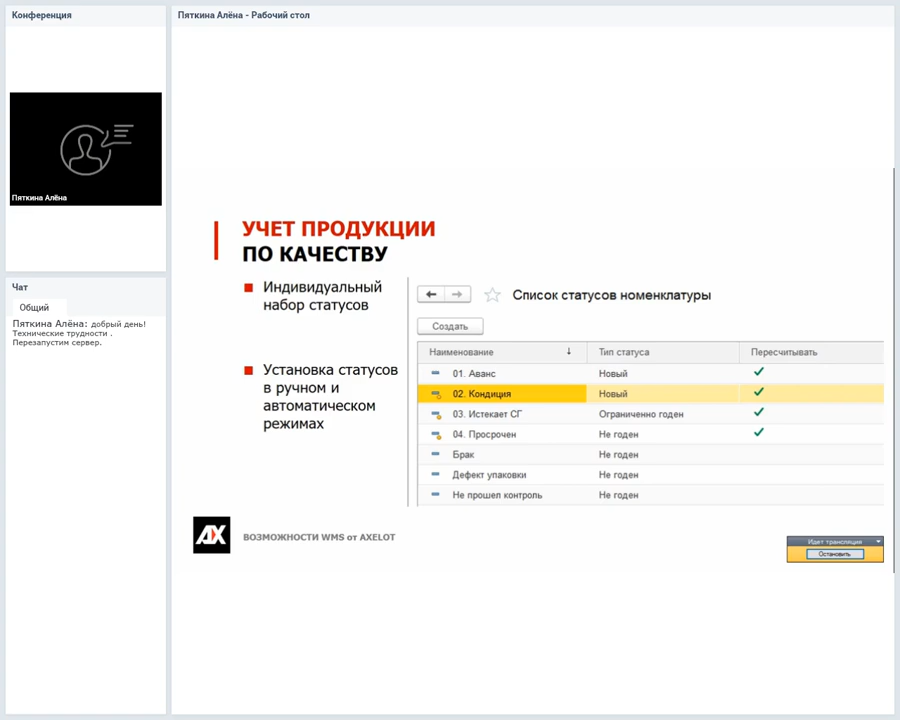 Конференция
Пяткина Алёна - Рабочий стол
Пяткина Алёна
Чат
Общий
Пяткина Алёна: добрый день!
Технические трудности .
Перезапустим сервер.
УЧЕТ ПРОДУКЦИИ
ПО КАЧЕСТВУ
Индивидуальный
набор статусов
Установка статусов
в ручном и
автоматическом
режимах
Список статусов номенклатуры
Создать
Наименование ↓ Тип статуса Пересчитывать
01. Аванс Новый
02. Кондиция Новый
03. Истекает СГ Ограниченно годен
04. Просрочен Не годен
Брак Не годен
Дефект упаковки Не годен
Не прошел контроль Не годен
AX
ВОЗМОЖНОСТИ WMS от AXELOT
Идет трансляция
Остановить